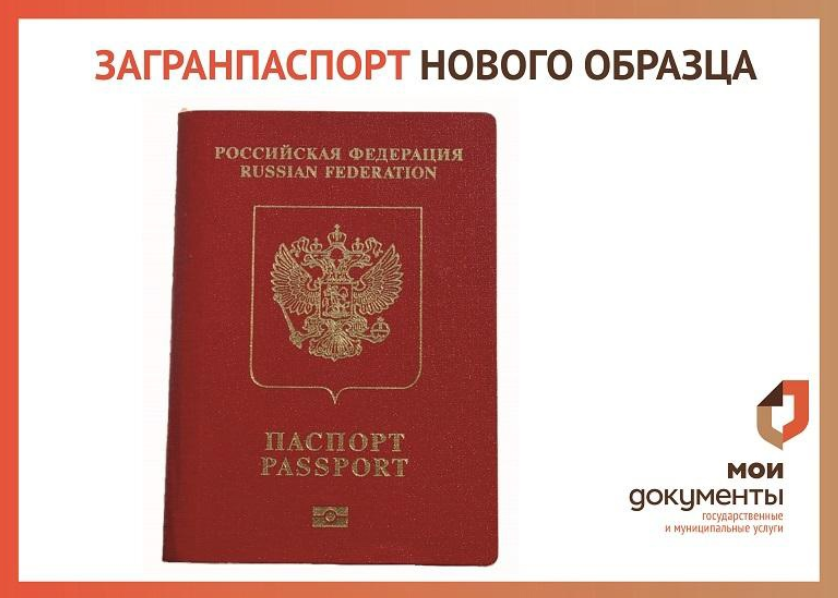 ЗАГРАНПАСПОРТ НОВОГО ОБРАЗЦА
РОССИЙСКАЯ ФЕДЕРАЦИЯ
RUSSIAN FEDERATION
ПАСПОРТ
PASSPORT
мои
документы
государственные
и муниципальные услуги